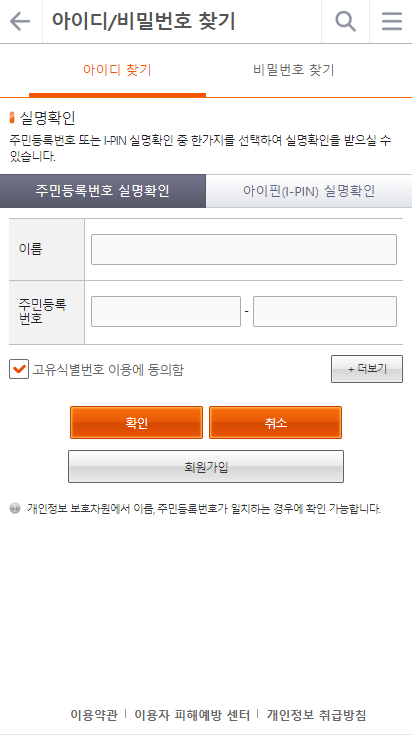 아이디/비밀번호 찾기
아이디 찾기
비밀번호 찾기
실명확인
주민등록번호 또는 I-PIN 실명확인 중 한가지를 선택하여 실명확인을 받으실 수
있습니다.
주민등록번호 실명확인
아이핀(I-PIN) 실명확인
이름
주민등록
번호
-
고유식별번호 이용에 동의함
+ 더보기
확인
취소
회원가입
개인정보 보호차원에서 이름, 주민등록번호가 일치하는 경우에 확인 가능합니다.
이용약관 | 이용자 피해예방 센터 | 개인정보 취급방침